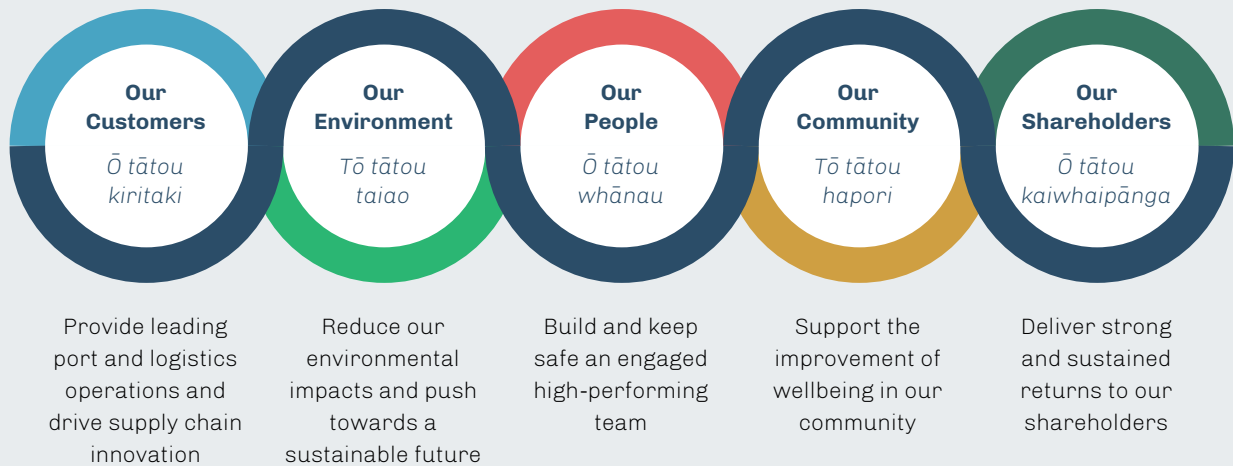 Our
Customers
Ō tātou
kiritaki
Provide leading
port and logistics
operations and
drive supply chain
innovation
Our
Environment
Tō tātou
taiao
Reduce our
environmental
impacts and push
towards a
sustainable future
Our
People
Ō tātou
whānau
Build and keep
safe an engaged
high-performing
team
Our
Community
Tō tātou
hapori
Support the
improvement of
wellbeing in our
community
Our
Shareholders
Ō tātou
kaiwhaipānga
Deliver strong
and sustained
returns to our
shareholders